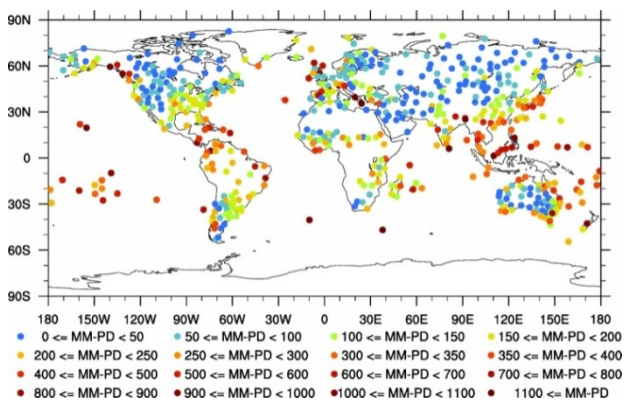 90N
60N
30N
0
30S
60S
90S
180 150W 120W 90W 60W 30W 0 30E 60E 90E 120E 150E 180
0 <= MM-PD < 50 50 <= MM-PD < 100 100 <= MM-PD < 150 150 <= MM-PD < 200
200 <= MM-PD < 250 250 <= MM-PD < 300 300 <= MM-PD < 350 350 <= MM-PD < 400
400 <= MM-PD < 500 500 <= MM-PD < 600 600 <= MM-PD < 700 700 <= MM-PD < 800
800 <= MM-PD < 900 900 <= MM-PD < 1000 1000 <= MM-PD < 1100 1100 <= MM-PD